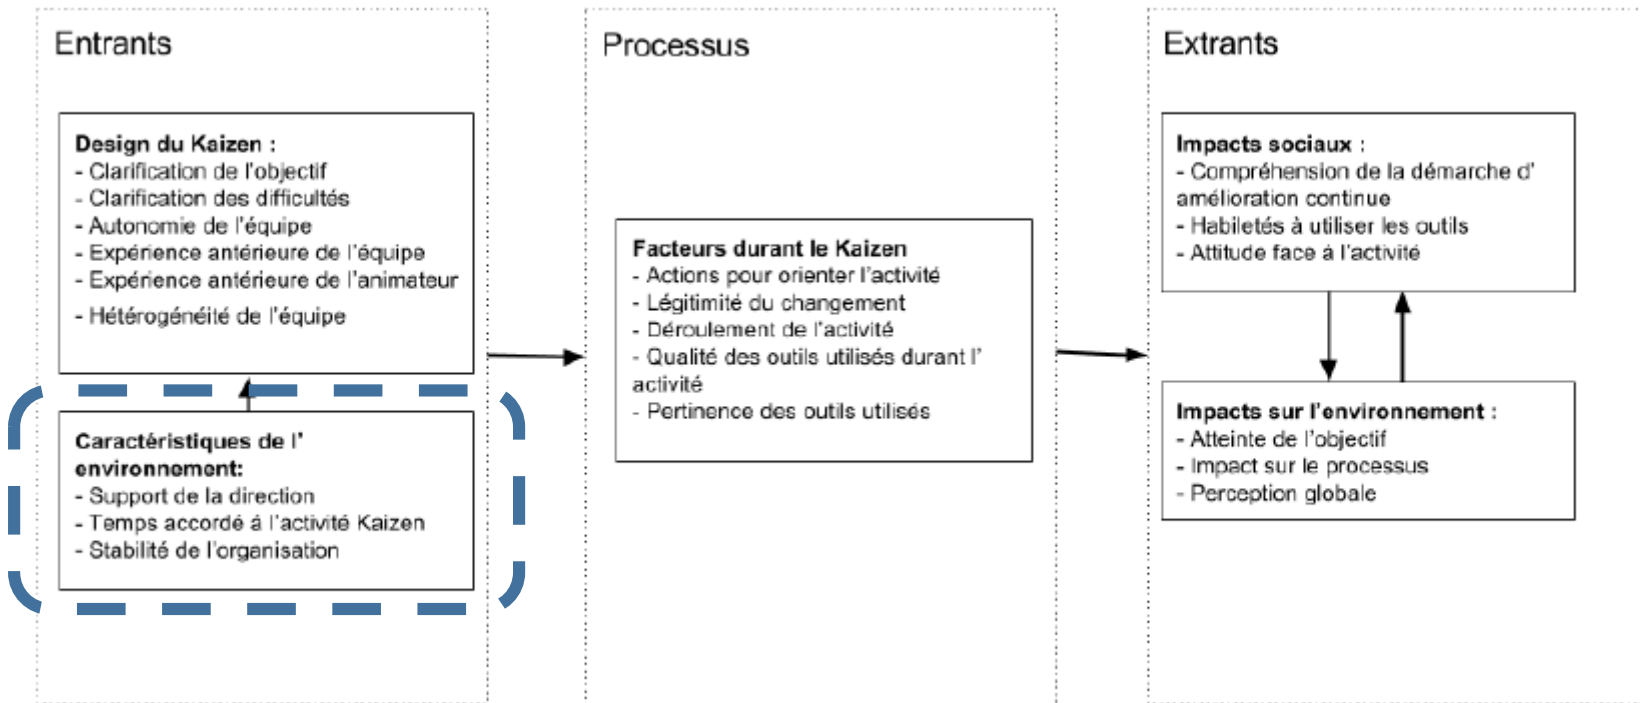 Entrants
Design du Kaizen :
- Clarification de l'objectif
- Clarification des difficultés
- Autonomie de l'équipe
- Expérience antérieure de l'équipe
- Expérience antérieure de l'animateur
- Hétérogénéité de l'équipe
Caractéristiques de l'
environnement:
- Support de la direction
- Temps accordé á l'activité Kaizen
- Stabilité de l'organisation
Processus
Facteurs durant le Kaizen
- Actions pour orienter l'activité
- Légitimité du changement
- Déroulement de l'activité
- Qualité des outils utilisés durant l'
activité
- Pertinence des outils utilisés
Extrants
Impacts sociaux :
- Compréhension de la démarche d'
amélioration continue
- Habiletés à utiliser les outils
- Attitude face á l'activité
Impacts sur l'environnement :
- Atteinte de l'objectif
- Impact sur le processus
- Perception globale